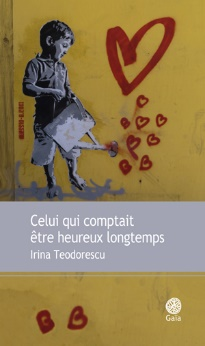 Celui qui comptait
être heureux longtemps
Irina Teodorescu
Gaïa